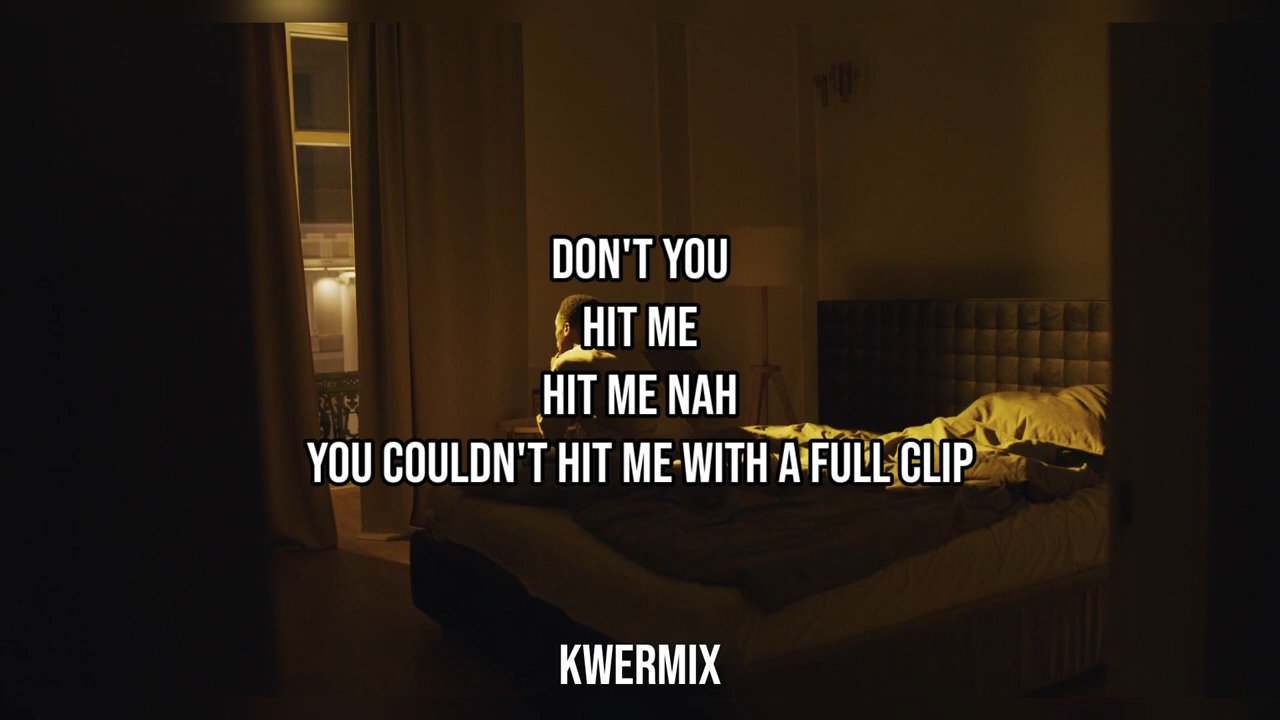 DON'T YOU
HIT ME
HIT ME NAH
YOU COULDN'T HIT ME WITH A FULL CLIP
KWERMIX